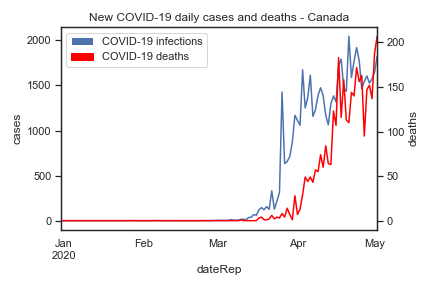 New COVID-19 daily cases and deaths - Canada
COVID-19 infections
COVID-19 deaths
2000
1500
1000
500
0
cases
200
150
100
50
0
deaths
Jan Feb Mar Apr May
2020
dateRep